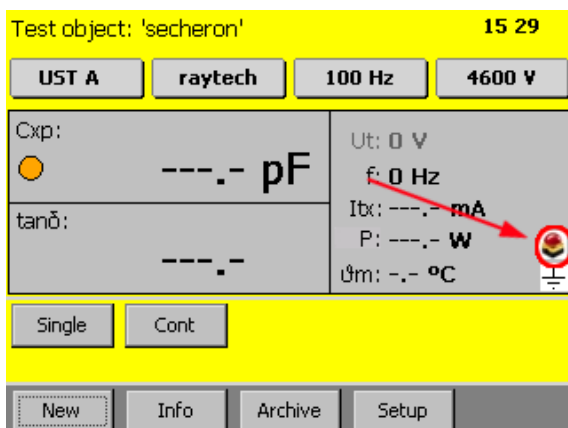 Test object: 'secheron' 15 29
UST A raytech 100 Hz 4600 V
Cxp:
---.- pF
tanδ:
---.-
Ut: 0 V
f: 0 Hz
Itx: ---.- mA
P: ---.- W
ϑm: -.- ºC
Single Cont
New Info Archive Setup